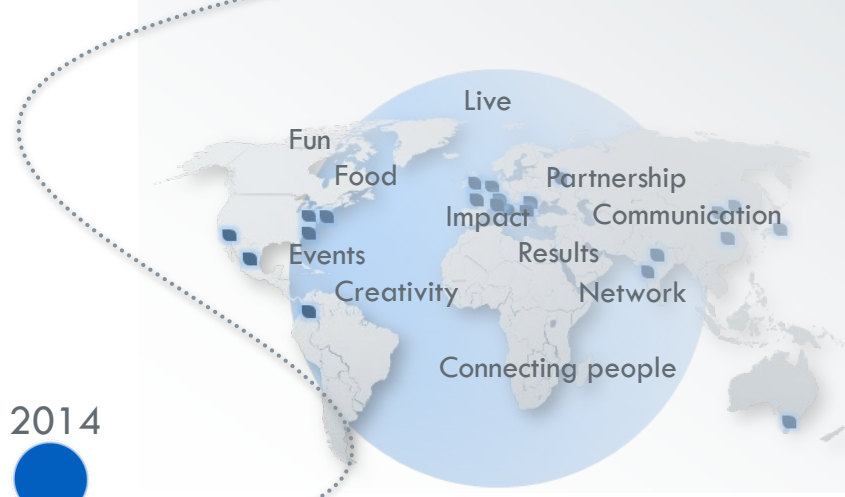 Live
Fun
Food
Partnership
Impact
Communication
Events
Results
Creativity
Network
Connecting people
2014